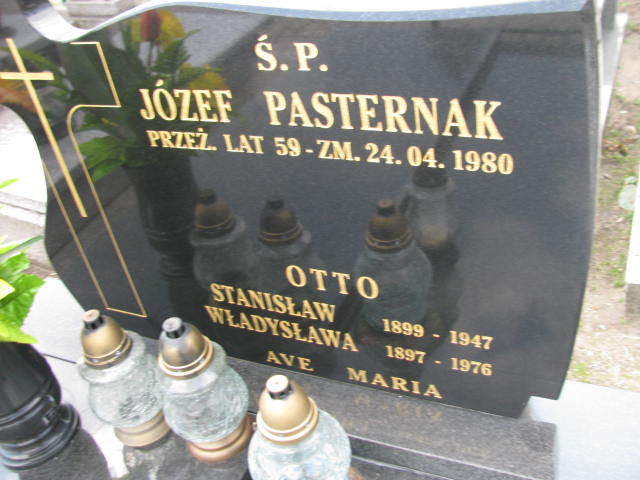 Ś.P.
JÓZEF PASTERNAK
PRZEŻ. LAT 59 - ZM. 24.04.1980
OTTO
STANISŁAW 1899 - 1947
WŁADYSŁAWA 1897 - 1976
AVE MARIA